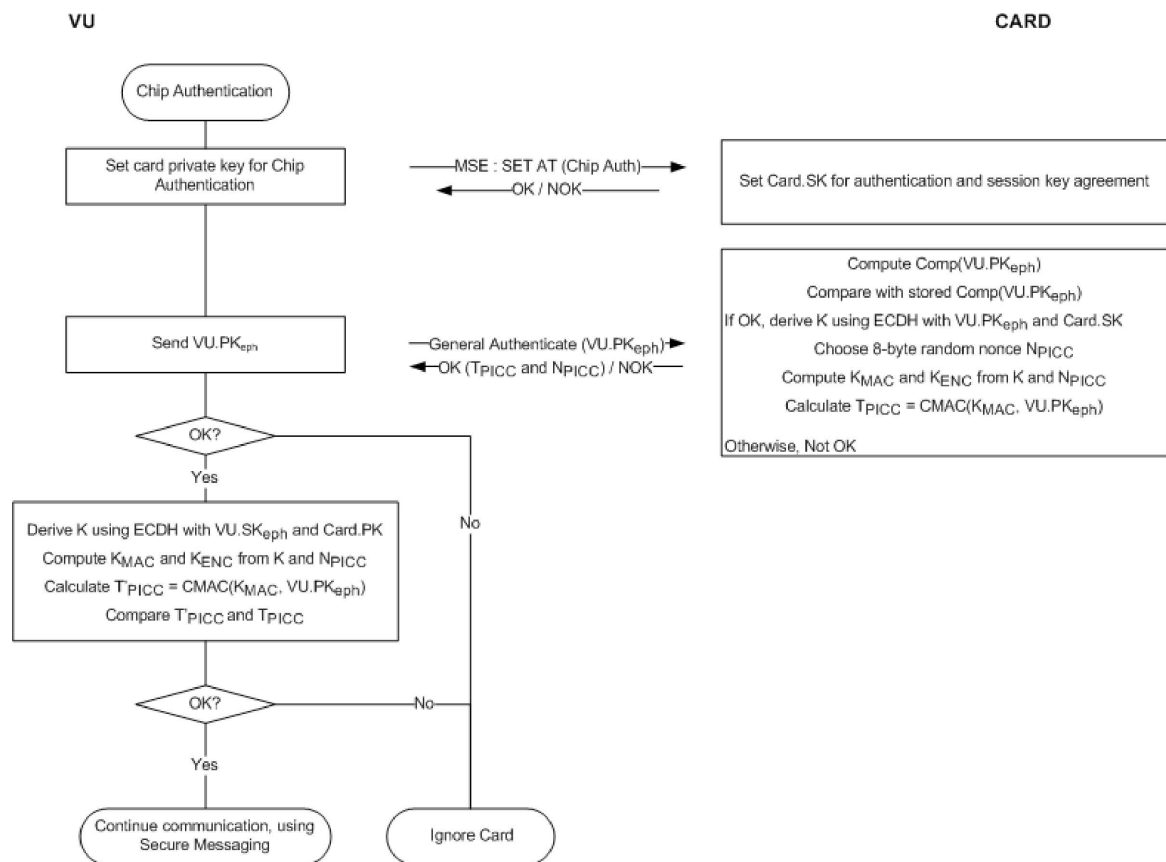 VU
CARD
Chip Authentication
Set card private key for Chip
Authentication
MSE : SET AT (Chip Auth)
OK / NOK
Set Card.SK for authentication and session key agreement
Send VU.PKeph
General Authenticate (VU.PKeph)
OK (TPICC and NPICC) / NOK
Compute Comp(VU.PKeph)
Compare with stored Comp(VU.PKeph)
If OK, derive K using ECDH with VU.PKeph and Card.SK
Choose 8-byte random nonce NPICC
Compute KMAC and KENC from K and NPICC
Calculate TPICC = CMAC(KMAC, VU.PKeph)
Otherwise, Not OK
OK?
Yes
No
Derive K using ECDH with VU.SKeph and Card.PK
Compute KMAC and KENC from K and NPICC
Calculate T'PICC = CMAC(KMAC, VU.PKeph)
Compare T'PICC and TPICC
OK?
No
Yes
Continue communication, using
Secure Messaging
Ignore Card